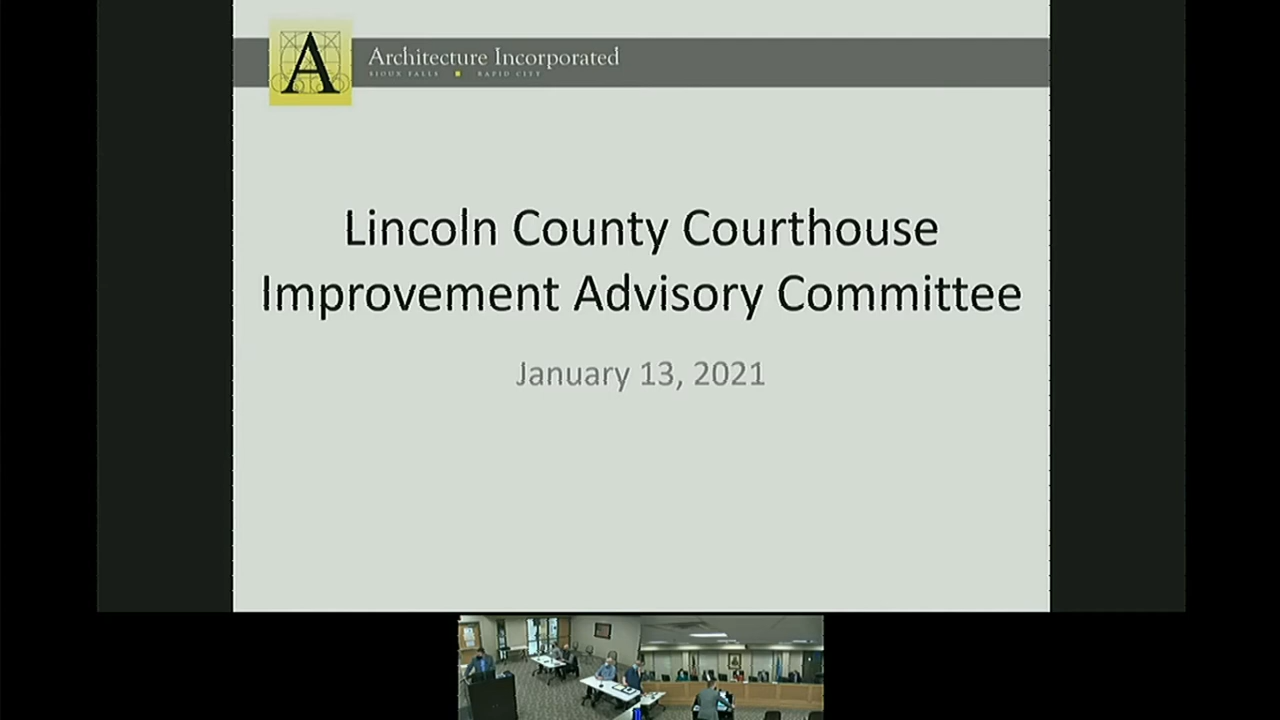 A
Architecture Incorporated
SIOUX FALLS RAPID CITY
Lincoln County Courthouse
Improvement Advisory Committee
January 13, 2021